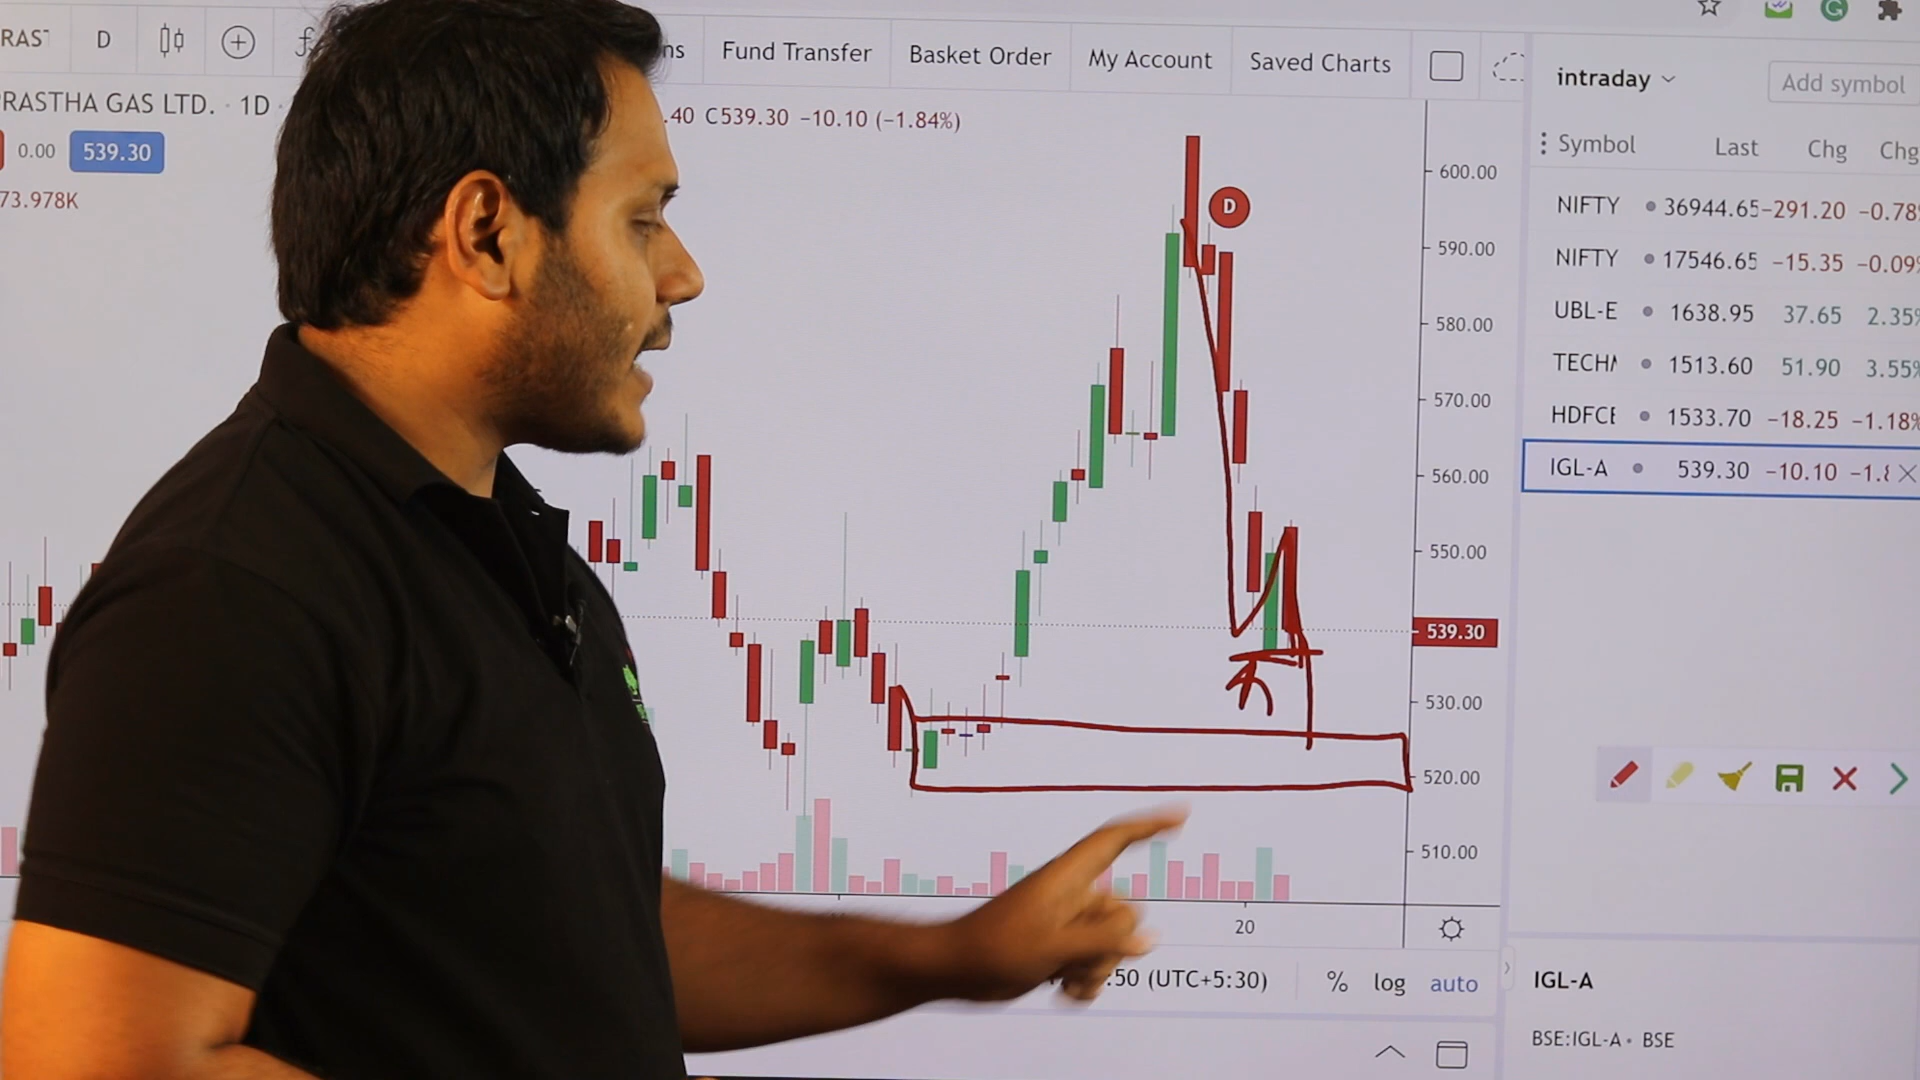 D
ns
Fund Transfer
Basket Order
My Account
Saved Charts
intraday
Add symbol
PRASTHA GAS LTD. · 1D
.40 C539.30 −10.10 (−1.84%)
0.00
539.30
73.978K
Symbol Last Chg Chg
NIFTY 36944.65 −291.20 −0.78
NIFTY 17546.65 −15.35 −0.09%
UBL-E 1638.95 37.65 2.35%
TECHM 1513.60 51.90 3.55%
HDFCE 1533.70 −18.25 −1.18%
IGL-A 539.30 −10.10 −1.8
D
600.00
590.00
580.00
570.00
560.00
550.00
539.30
530.00
520.00
510.00
20
:50 (UTC+5:30)
%
log
auto
IGL-A
BSE:IGL-A • BSE